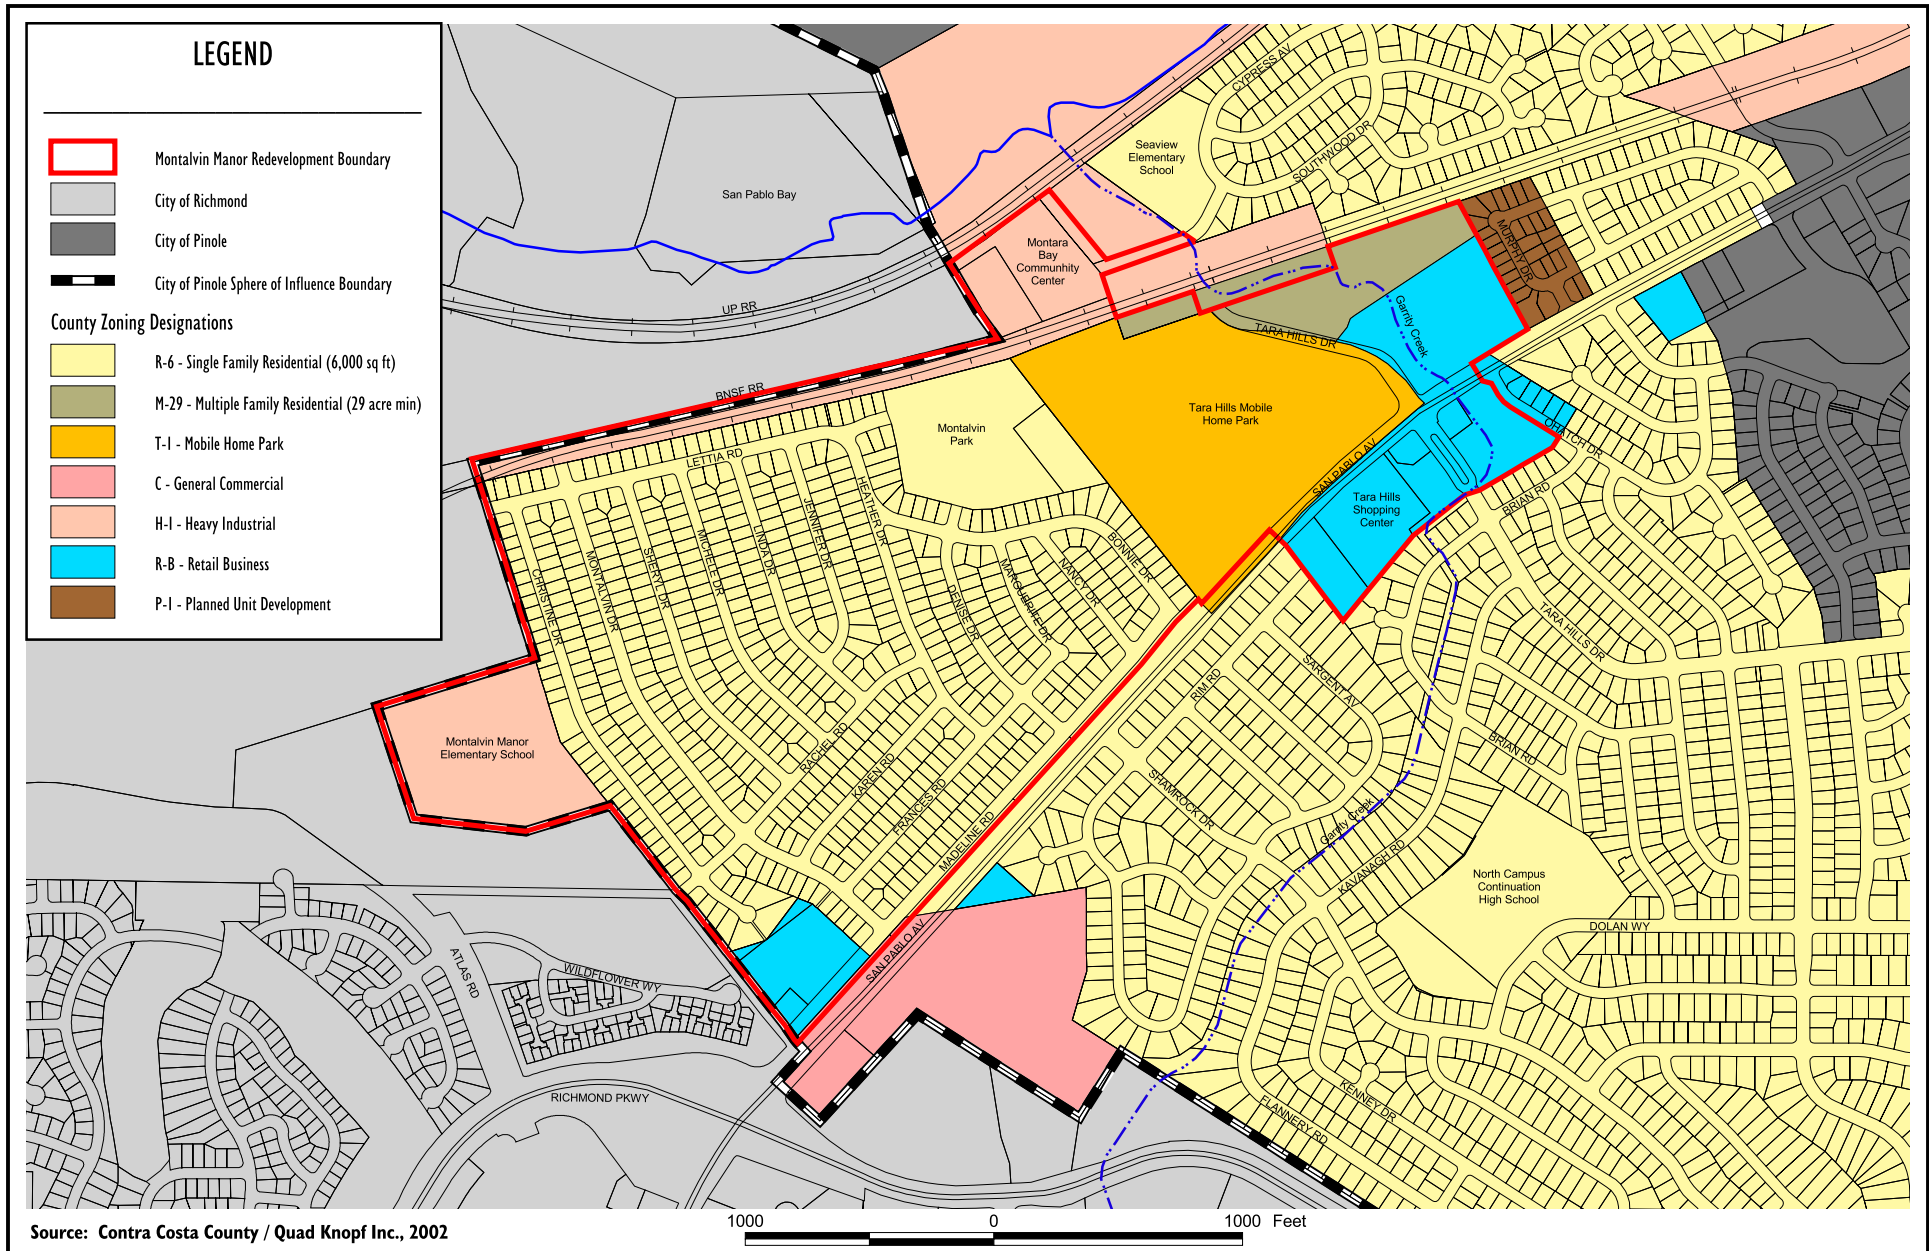 LEGEND
Montalvin Manor Redevelopment Boundary
City of Richmond
City of Pinole
City of Pinole Sphere of Influence Boundary
County Zoning Designations
R-6 - Single Family Residential (6,000 sq ft)
M-29 - Multiple Family Residential (29 acre min)
T-1 - Mobile Home Park
C - General Commercial
H-I - Heavy Industrial
R-B - Retail Business
P-1 - Planned Unit Development
San Pablo Bay
Seaview
Elementary
School
CYPRESS AV
SOUTHWOOD DR
MURPHY DR
Montara
Bay
Communhity
Center
UP RR
BNSF RR
TARA HILLS DR
Garrity Creek
Tara Hills Mobile
Home Park
Montalvin
Park
LETTIA RD
SAN PABLO AV
Tara Hills
Shopping
Center
OHATCH DR
BRIAN RD
CHRISTINE DR
MONTALVIN DR
SHERYL DR
MICHELE DR
LINDA DR
JENNIFER DR
HEATHER DR
DENISE DR
MARQUBRITE DR
NANCY DR
BONNIE DR
TARA HILLS DR
SARGENT AV
RIM RD
BRIAN RD
Montalvin Manor
Elementary School
RACHEL RD
KAREN RD
FRANCES RD
MADELINE RD
SHAMROCK DR
Garrity Creek
KAVANAGH RD
North Campus
Continuation
High School
DOLAN WY
SAN PABLO AV
ATLAS RD
WILDFLOWER WY
RICHMOND PKWY
KENNEY DR
FLANNERY RD
Source: Contra Costa County / Quad Knopf Inc., 2002
1000 0 1000 Feet